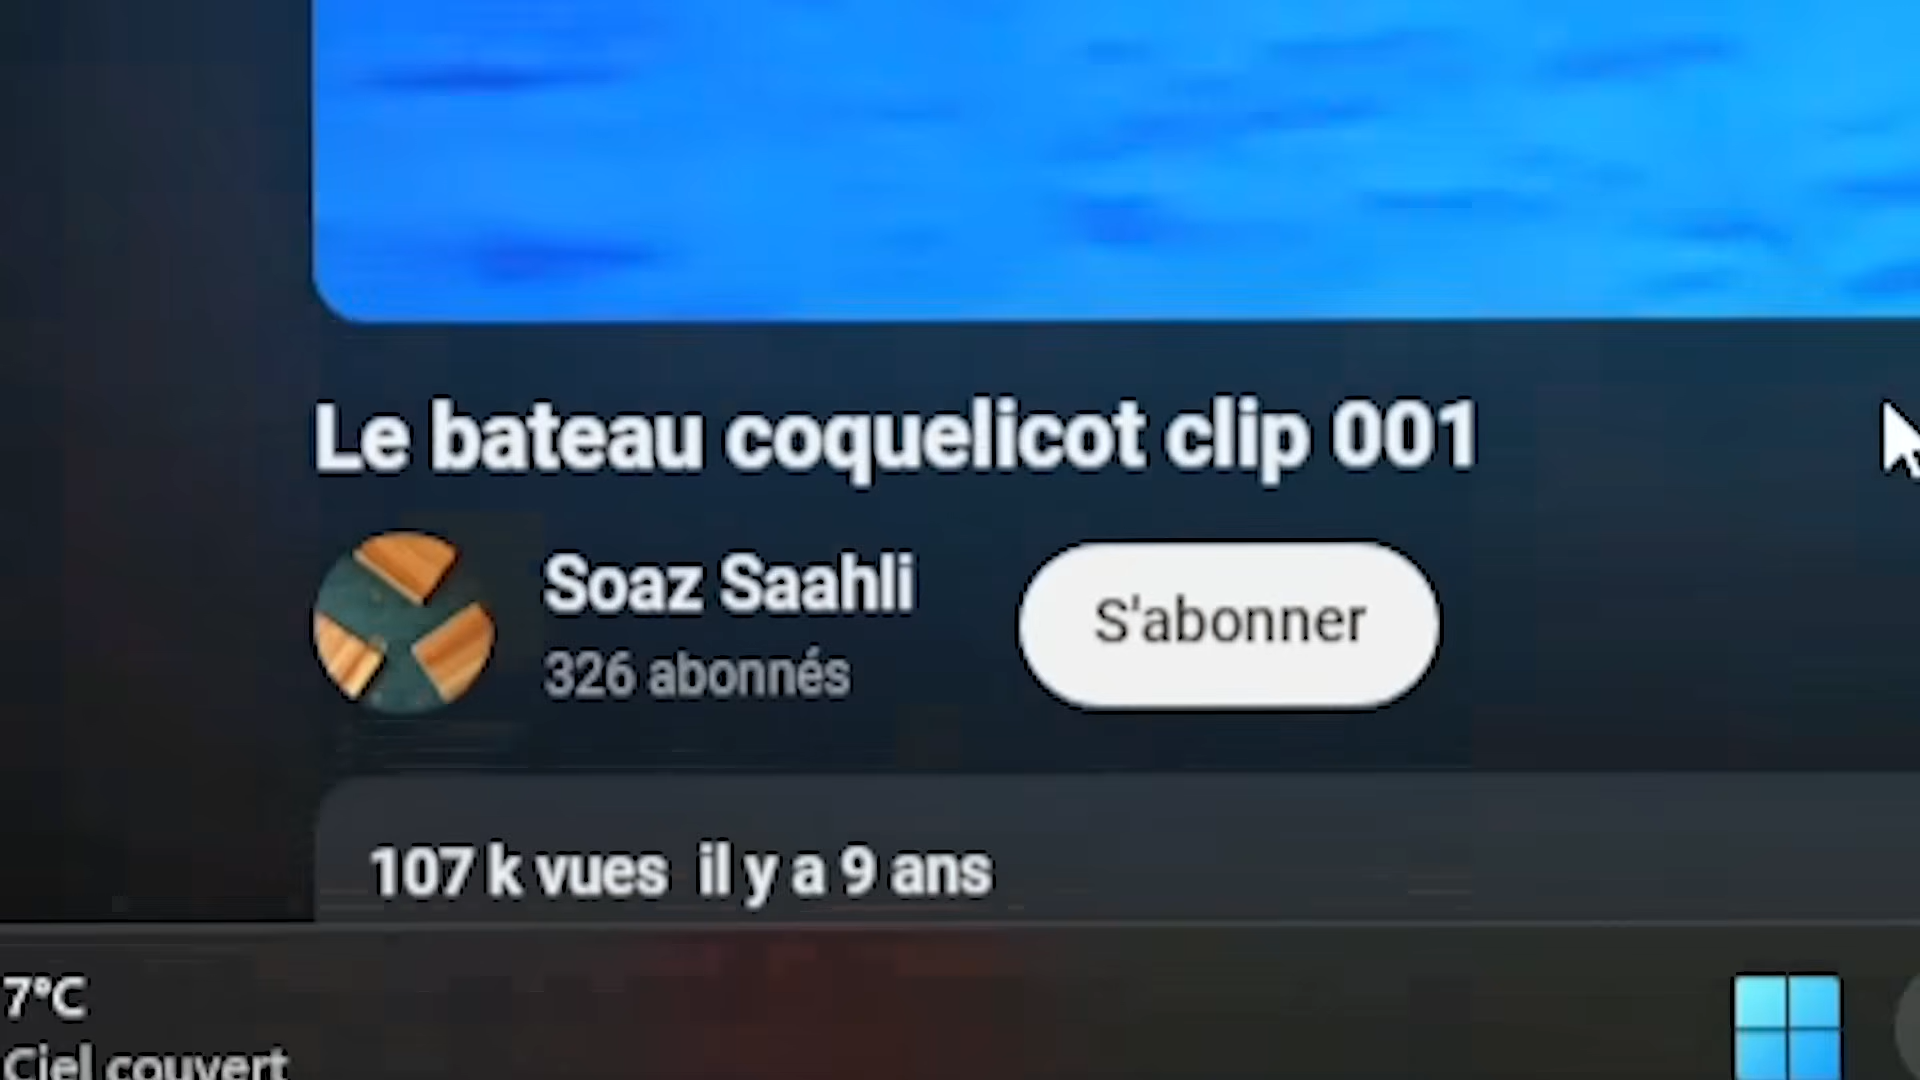 Le bateau coquelicot clip 001
Soaz Saahli
S'abonner
326 abonnés
107 k vues il y a 9 ans
7°C
Ciel couvert